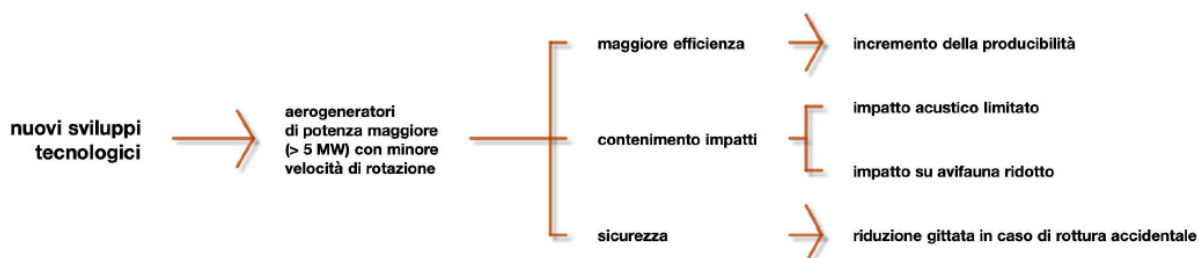 nuovi sviluppi
tecnologici
aerogeneratori
di potenza maggiore
(> 5 MW) con minore
velocità di rotazione
maggiore efficienza
incremento della producibilità
contenimento impatti
impatto acustico limitato
impatto su avifauna ridotto
sicurezza
riduzione gittata in caso di rottura accidentale